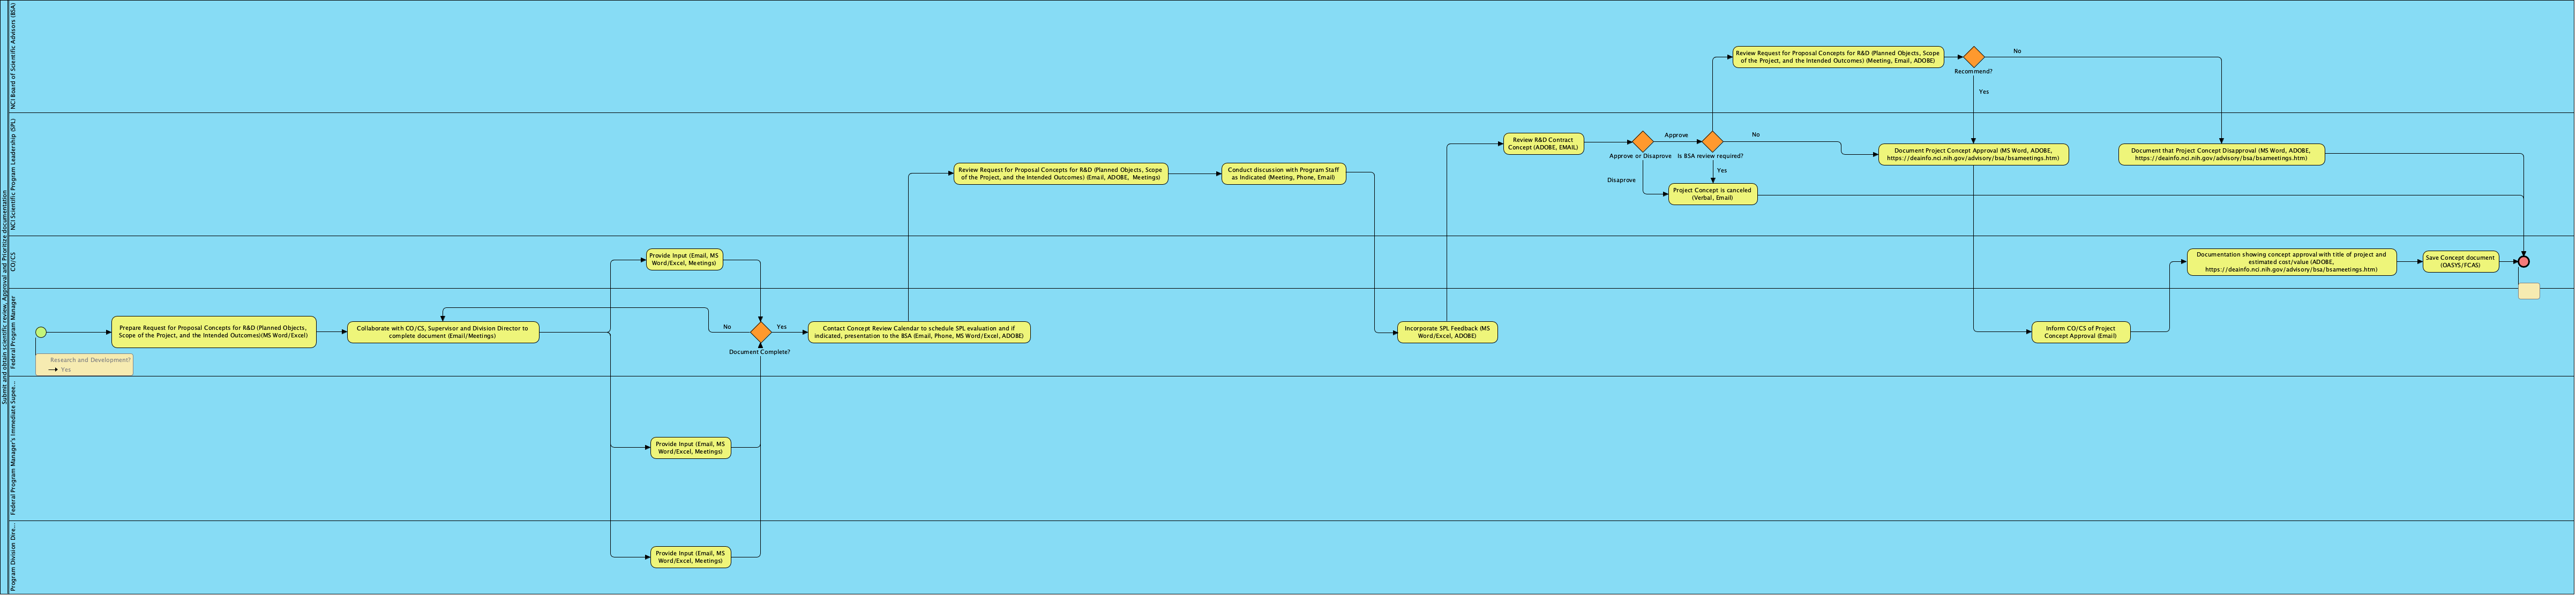 Submit and obtain scientific review, Approval and Prioritize documentation
NCI Board of Scientific Advisors (BSA)
Review Request for Proposal Concepts for R&D (Planned Objects, Scope
of the Project, and the Intended Outcomes) (Meeting, Email, ADOBE)
Recommend?
No
Yes
NCI Scientific Program Leadership (SPL)
Review Request for Proposal Concepts for R&D (Planned Objects, Scope
of the Project, and the Intended Outcomes) (Email, ADOBE, Meetings)
Conduct discussion with Program Staff
as Indicated (Meeting, Phone, Email)
Review R&D Contract
Concept (ADOBE, EMAIL)
Approve or Disaprove
Approve
Disaprove
Is BSA review required?
No
Yes
Project Concept is canceled
(Verbal, Email)
Document Project Concept Approval (MS Word, ADOBE,
https://deainfo.nci.nih.gov/advisory/bsa/bsameetings.htm)
Document that Project Concept Disapproval (MS Word, ADOBE,
https://deainfo.nci.nih.gov/advisory/bsa/bsameetings.htm)
CO/CS
Provide Input (Email, MS
Word/Excel, Meetings)
Documentation showing concept approval with title of project and
estimated cost/value (ADOBE,
https://deainfo.nci.nih.gov/advisory/bsa/bsameetings.htm)
Save Concept document
(OASYS/FCAS)
Federal Program Manager
Prepare Request for Proposal Concepts for R&D (Planned Objects,
Scope of the Project, and the Intended Outcomes)(MS Word/Excel)
Research and Development?
Yes
Collaborate with CO/CS, Supervisor and Division Director to
complete document (Email/Meetings)
No
Yes
Document Complete?
Contact Concept Review Calendar to schedule SPL evaluation and if
indicated, presentation to the BSA (Email, Phone, MS Word/Excel, ADOBE)
Incorporate SPL Feedback (MS
Word/Excel, ADOBE)
Inform CO/CS of Project
Concept Approval (Email)
Federal Program Manager's Immediate Supee...
Provide Input (Email, MS
Word/Excel, Meetings)
Program Division Dire...
Provide Input (Email, MS
Word/Excel, Meetings)